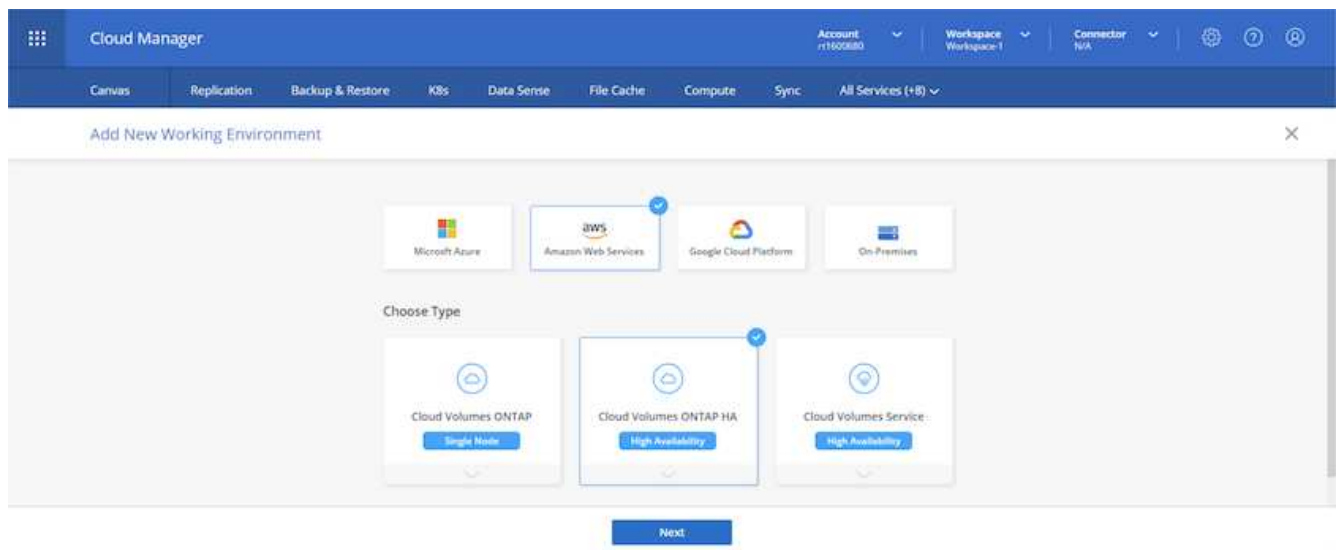 Cloud Manager
Account
rt1600680
Workspace
Workspace-1
Connector
N/A
Canvas
Replication
Backup & Restore
K8s
Data Sense
File Cache
Compute
Sync
All Services (+8)
Add New Working Environment
Microsoft Azure
aws
Amazon Web Services
Google Cloud Platform
On-Premises
Choose Type
Cloud Volumes ONTAP
Single Node
Cloud Volumes ONTAP HA
High Availability
Cloud Volumes Service
High Availability
Next